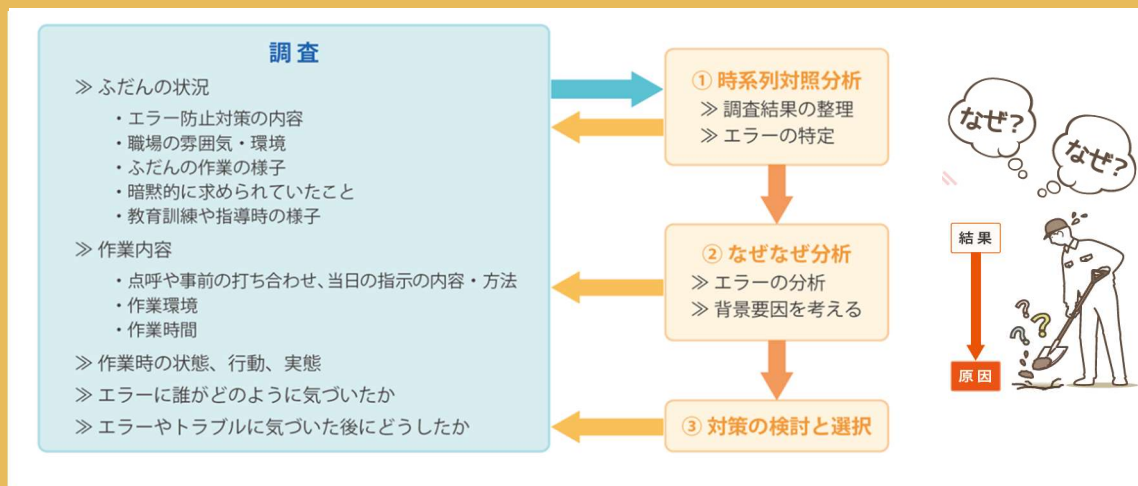 調査
≫ ふだんの状況
・エラー防止対策の内容
・職場の雰囲気・環境
・ふだんの作業の様子
・暗黙的に求められていたこと
・教育訓練や指導時の様子
≫ 作業内容
・点呼や事前の打ち合わせ、当日の指示の内容・方法
・作業環境
・作業時間
≫ 作業時の状態、行動、実態
≫ エラーに誰がどのように気づいたか
≫ エラーやトラブルに気づいた後にどうしたか
① 時系列対照分析
≫ 調査結果の整理
≫ エラーの特定
② なぜなぜ分析
≫ エラーの分析
≫ 背景要因を考える
③ 対策の検討と選択
なぜ?
なぜ?
結果
原因
???